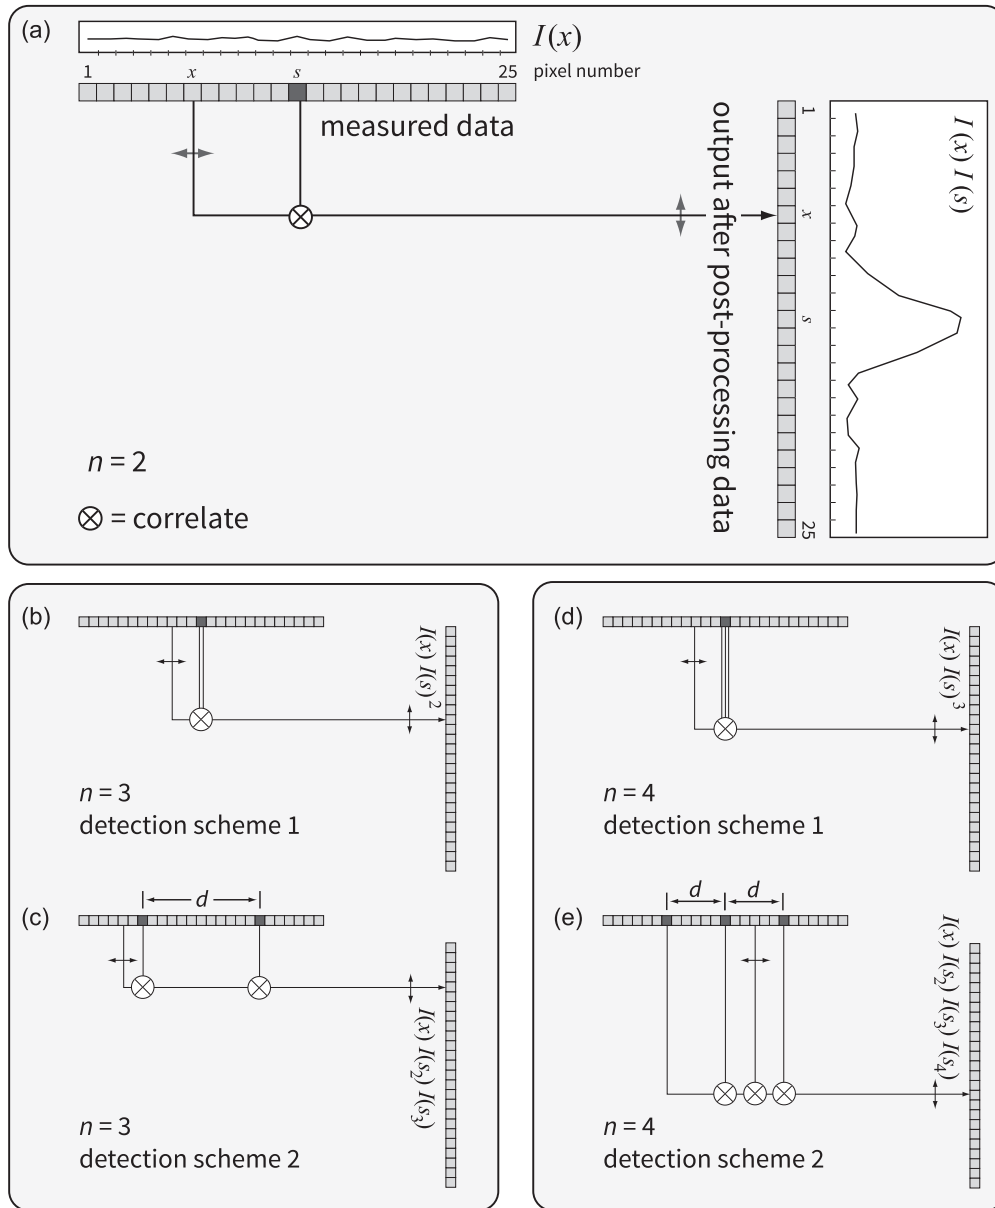 (a)
I(x)
1 x s 25
pixel number
measured data
output after post-processing data
1 x s 25
I(x) I(s)
n = 2
⊗ = correlate
(b)
I(x) I(s)²
n = 3
detection scheme 1
(d)
I(x) I(s)³
n = 4
detection scheme 1
(c)
d
I(x) I(s₂) I(s₃)
n = 3
detection scheme 2
(e)
d d
I(x) I(s₂) I(s₃) I(s₄)
n = 4
detection scheme 2